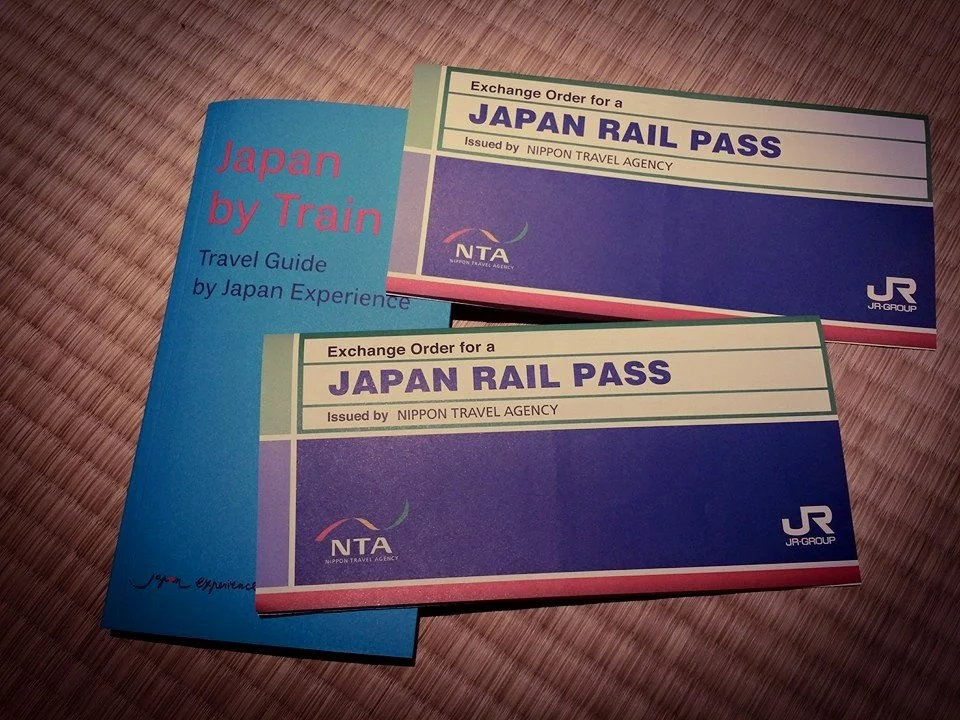 Japan
by Train
Travel Guide
by Japan Experience
Japan experience
Exchange Order for a
JAPAN RAIL PASS
Issued by NIPPON TRAVEL AGENCY
NTA
NIPPON TRAVEL AGENCY
JR
JR-GROUP
Exchange Order for a
JAPAN RAIL PASS
Issued by NIPPON TRAVEL AGENCY
NTA
NIPPON TRAVEL AGENCY
JR
JR-GROUP